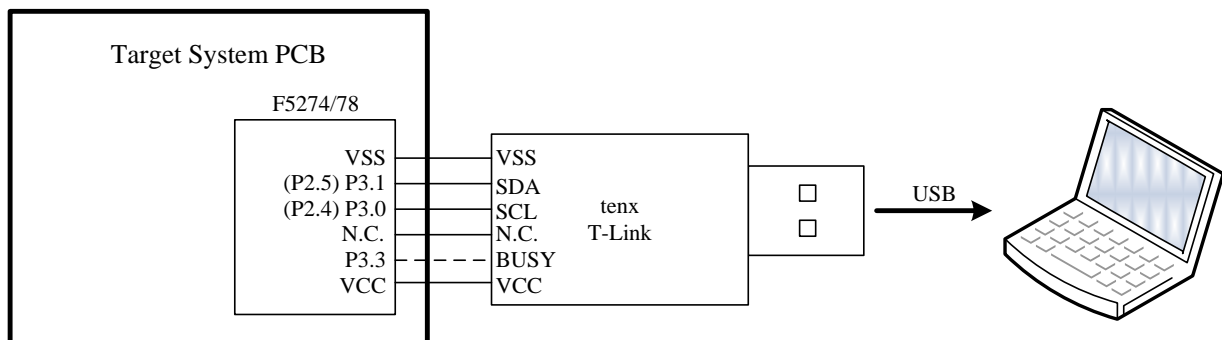 Target System PCB
F5274/78
VSS
(P2.5) P3.1
(P2.4) P3.0
N.C.
P3.3
VCC
VSS
SDA
SCL
N.C.
BUSY
VCC
tenx
T-Link
USB